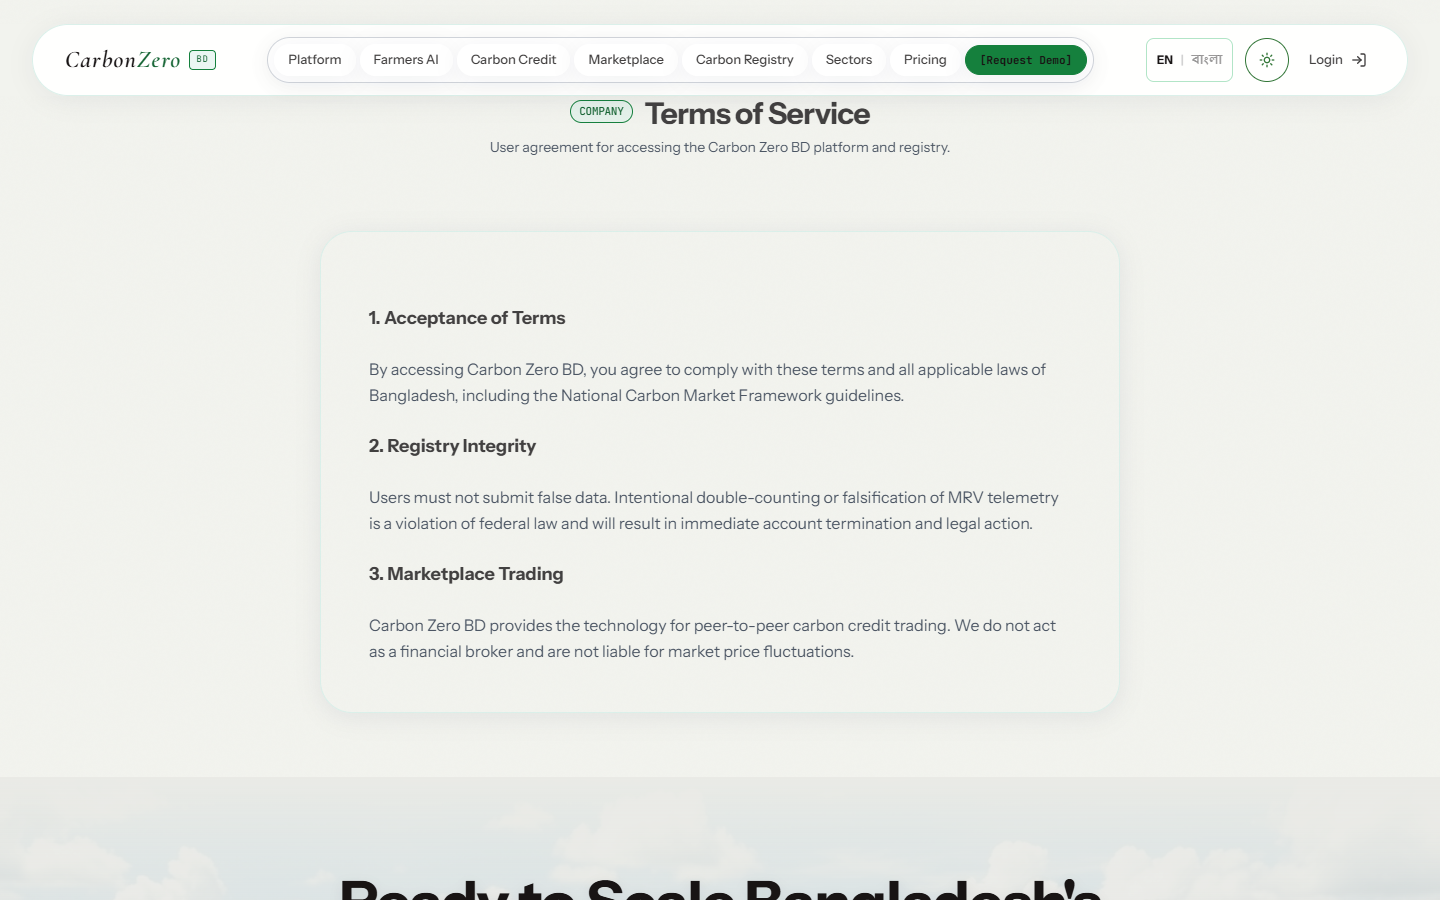 CarbonZero BD
Platform
Farmers AI
Carbon Credit
Marketplace
Carbon Registry
Sectors
Pricing
[Request Demo]
EN | বাংলা
Login
COMPANY
Terms of Service
User agreement for accessing the Carbon Zero BD platform and registry.
1. Acceptance of Terms
By accessing Carbon Zero BD, you agree to comply with these terms and all applicable laws of
Bangladesh, including the National Carbon Market Framework guidelines.
2. Registry Integrity
Users must not submit false data. Intentional double-counting or falsification of MRV telemetry
is a violation of federal law and will result in immediate account termination and legal action.
3. Marketplace Trading
Carbon Zero BD provides the technology for peer-to-peer carbon credit trading. We do not act
as a financial broker and are not liable for market price fluctuations.
Ready to Scale Bangladesh's